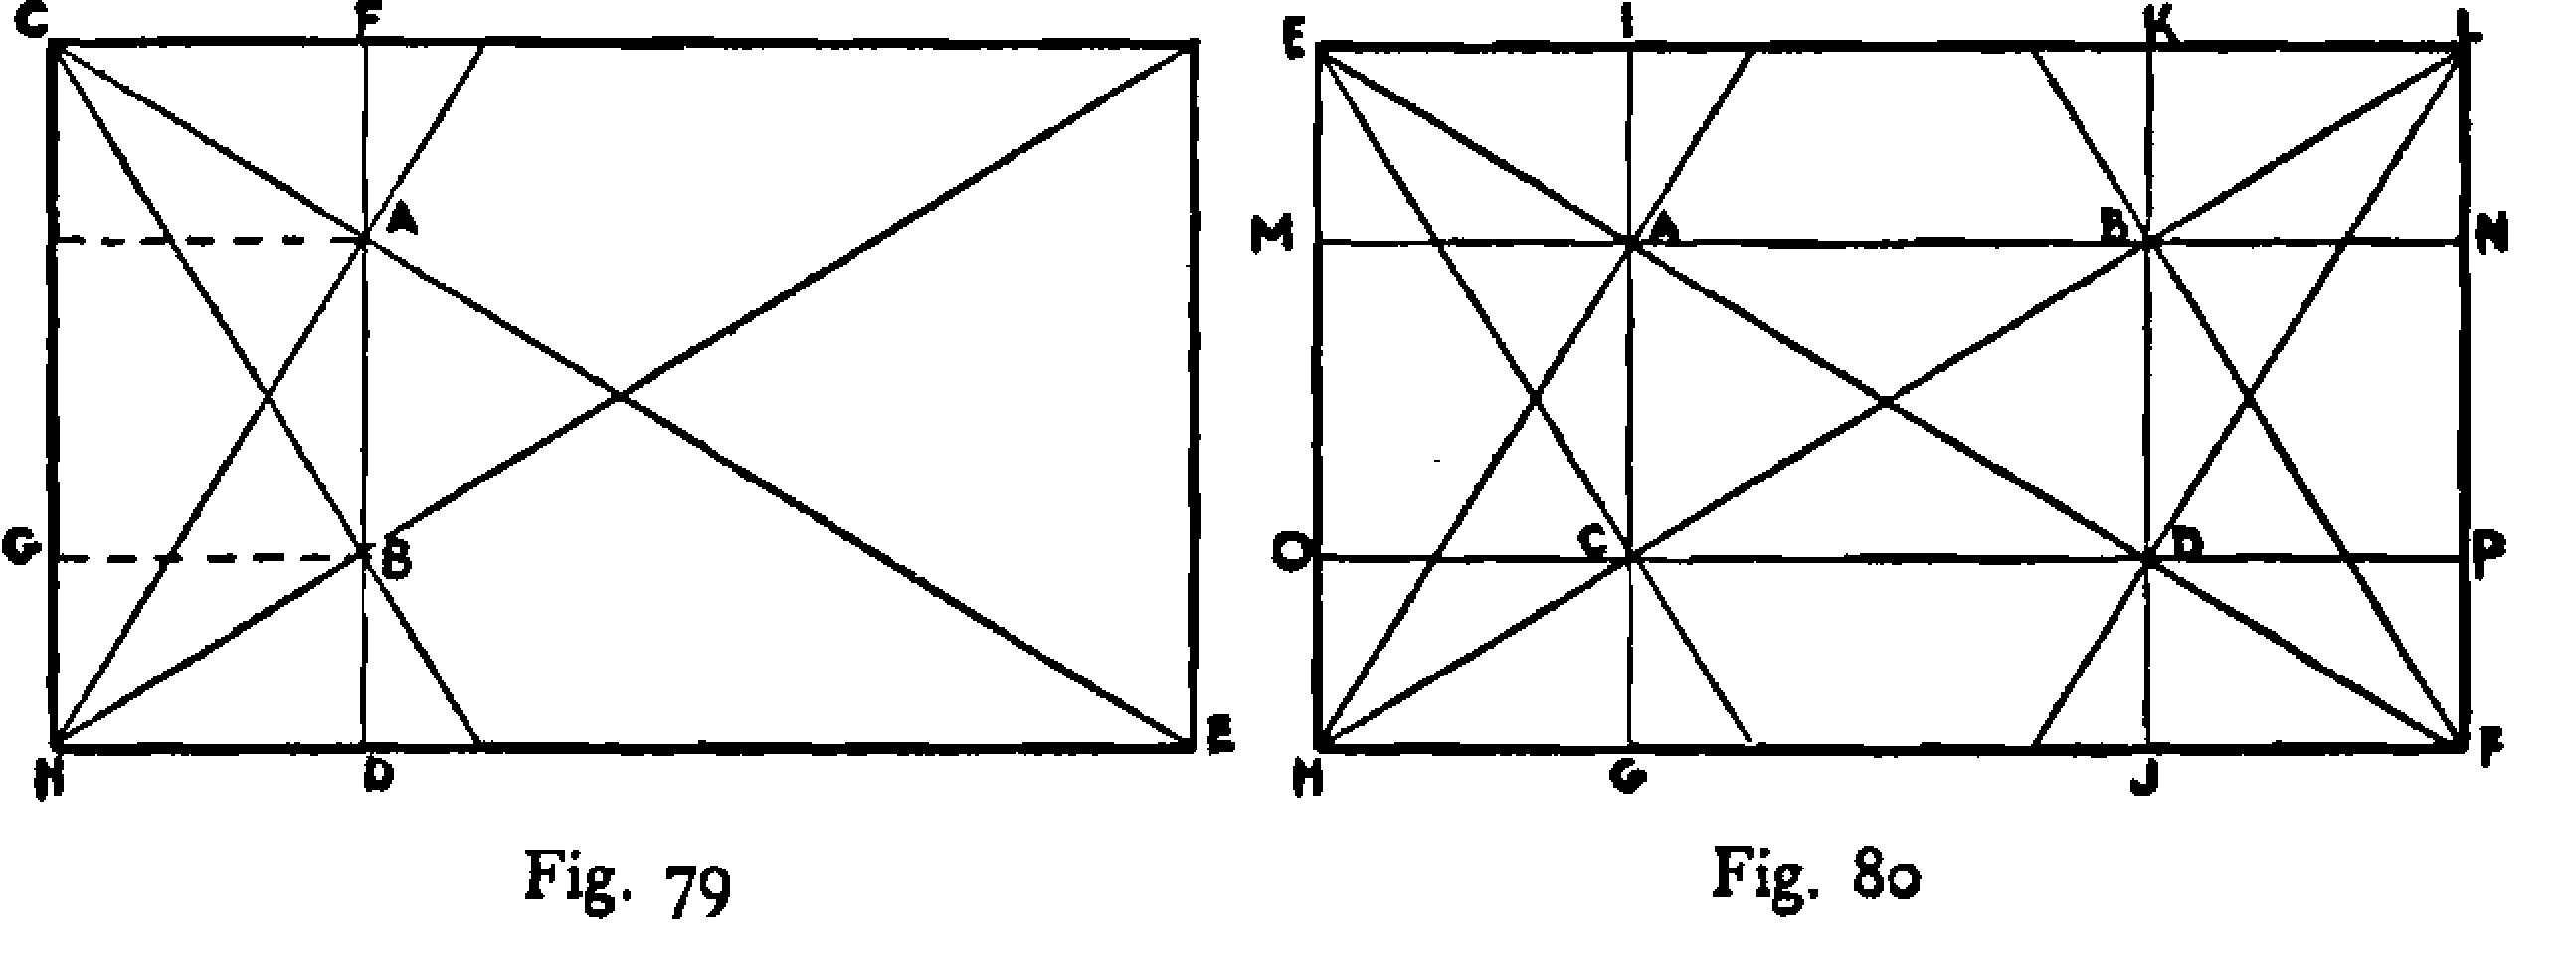 C F E I K L
A A
M B N
G B O C D P
E
H D H G J F
Fig. 79 Fig. 80